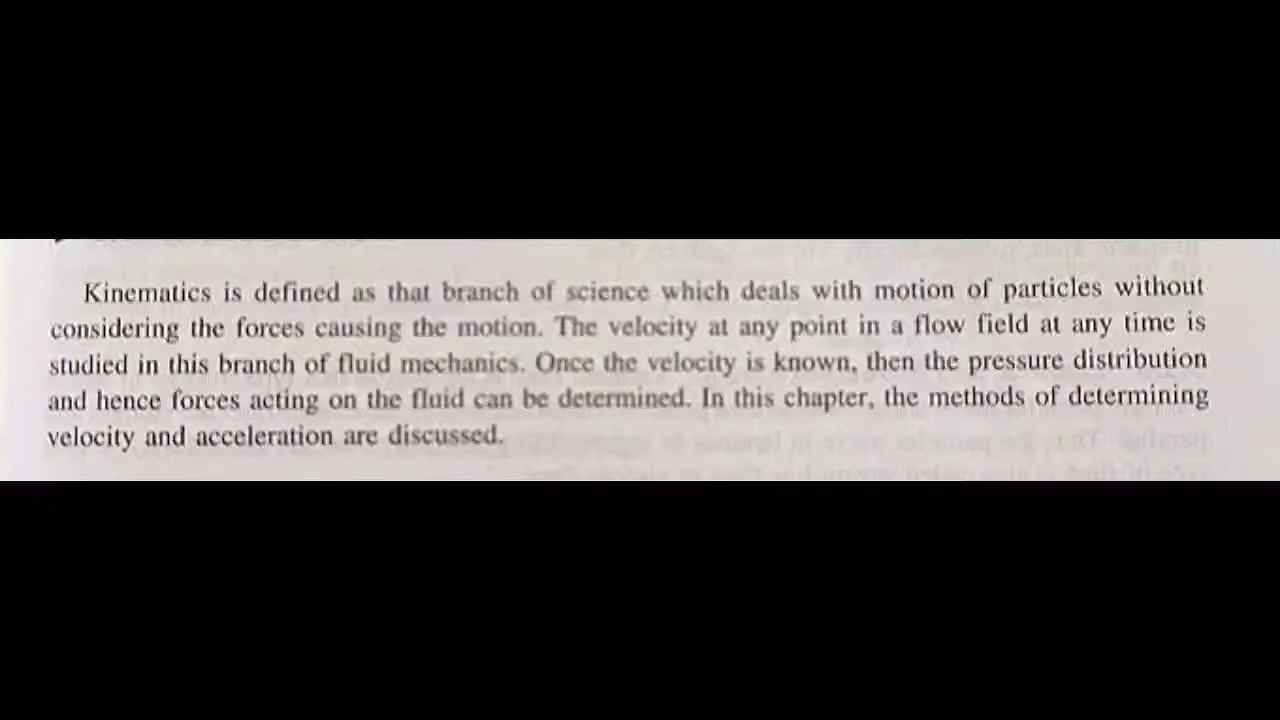 Kinematics is defined as that branch of science which deals with motion of particles without
considering the forces causing the motion. The velocity at any point in a flow field at any time is
studied in this branch of fluid mechanics. Once the velocity is known, then the pressure distribution
and hence forces acting on the fluid can be determined. In this chapter, the methods of determining
velocity and acceleration are discussed.